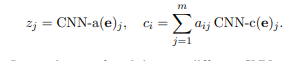 z_j = CNN-a(e)_j, c_i = \sum_{j=1}^{m} a_{ij} CNN-c(e)_j.